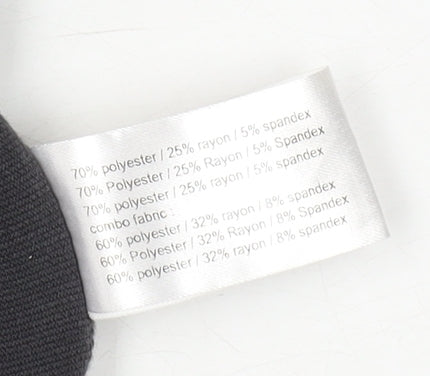 70% polyester / 25% rayon / 5% spandex
70% Polyester / 25% Rayon / 5% Spandex
70% polyester / 25% rayon / 5% spandex
combo fabric
60% polyester / 32% rayon / 8% spandex
60% Polyester / 32% Rayon / 8% Spandex
60% polyester / 32% rayon / 8% spandex